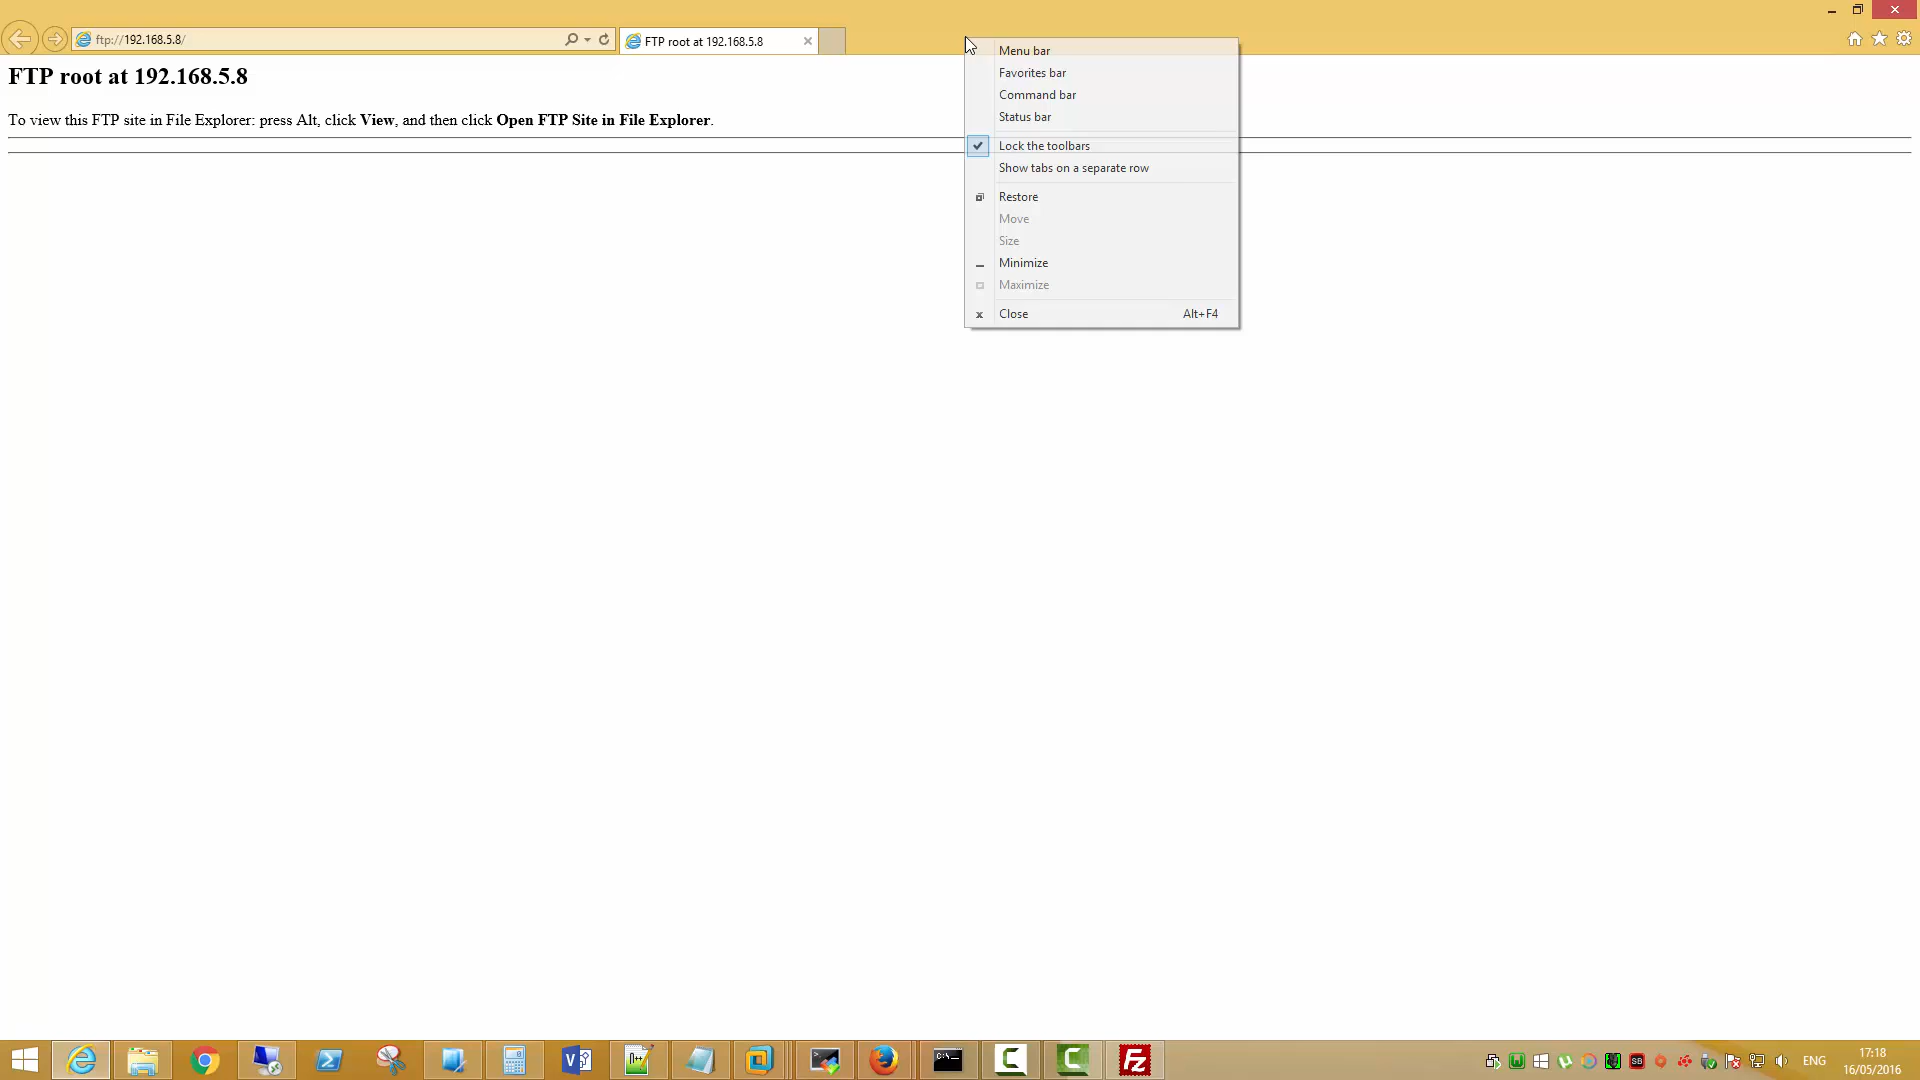 ftp://192.168.5.8/
FTP root at 192.168.5.8
FTP root at 192.168.5.8
To view this FTP site in File Explorer: press Alt, click View, and then click Open FTP Site in File Explorer.
Menu bar
Favorites bar
Command bar
Status bar
Lock the toolbars
Show tabs on a separate row
Restore
Move
Size
Minimize
Maximize
Close Alt+F4
ENG
17:18
16/05/2016